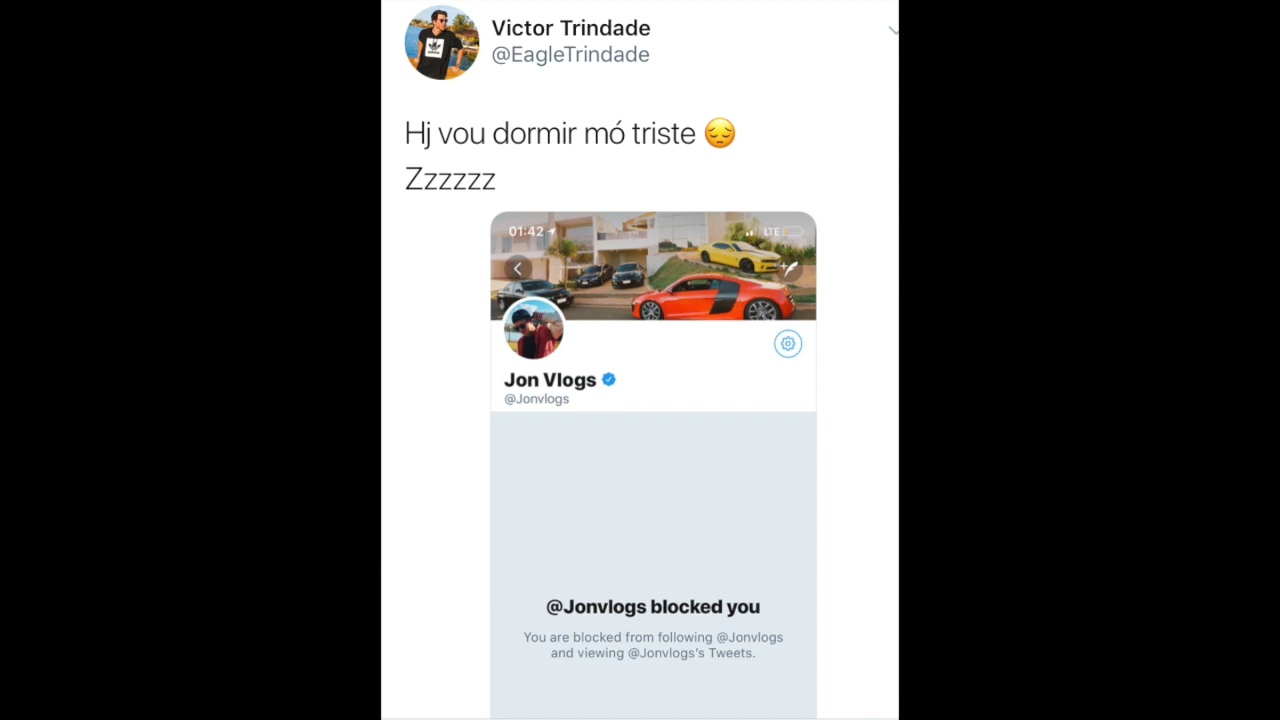 Victor Trindade
@EagleTrindade
Hj vou dormir mó triste 😔
Zzzzzz
01:42
LTE
Jon Vlogs
@Jonvlogs
@Jonvlogs blocked you
You are blocked from following @Jonvlogs
and viewing @Jonvlogs's Tweets.